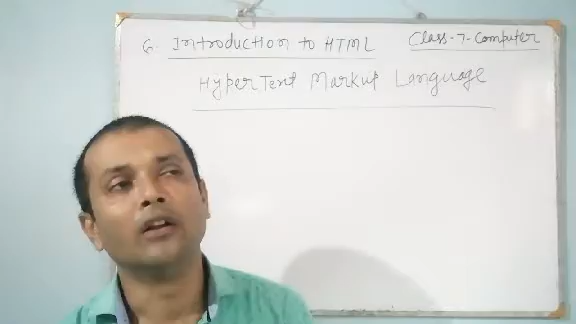 6. Introduction to HTML
Class-7-Computer
HyperText Markup Language